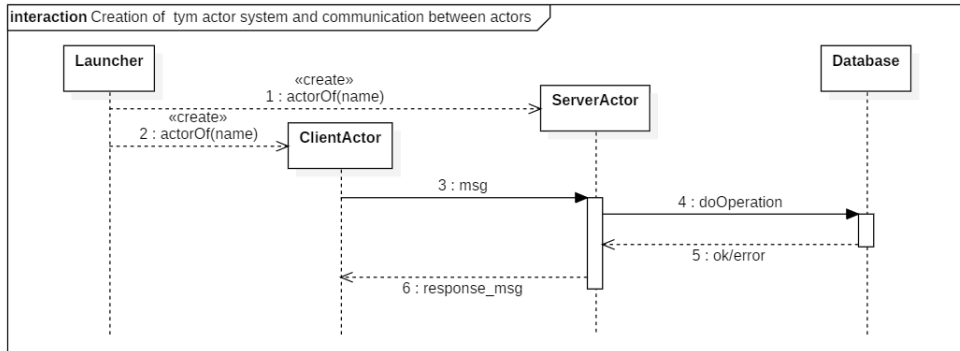 interaction Creation of  tym actor system and communication between actors
Launcher
Database
«create»
1 : actorOf(name)
ServerActor
«create»
2 : actorOf(name)
ClientActor
3 : msg
4 : doOperation
5 : ok/error
6 : response_msg